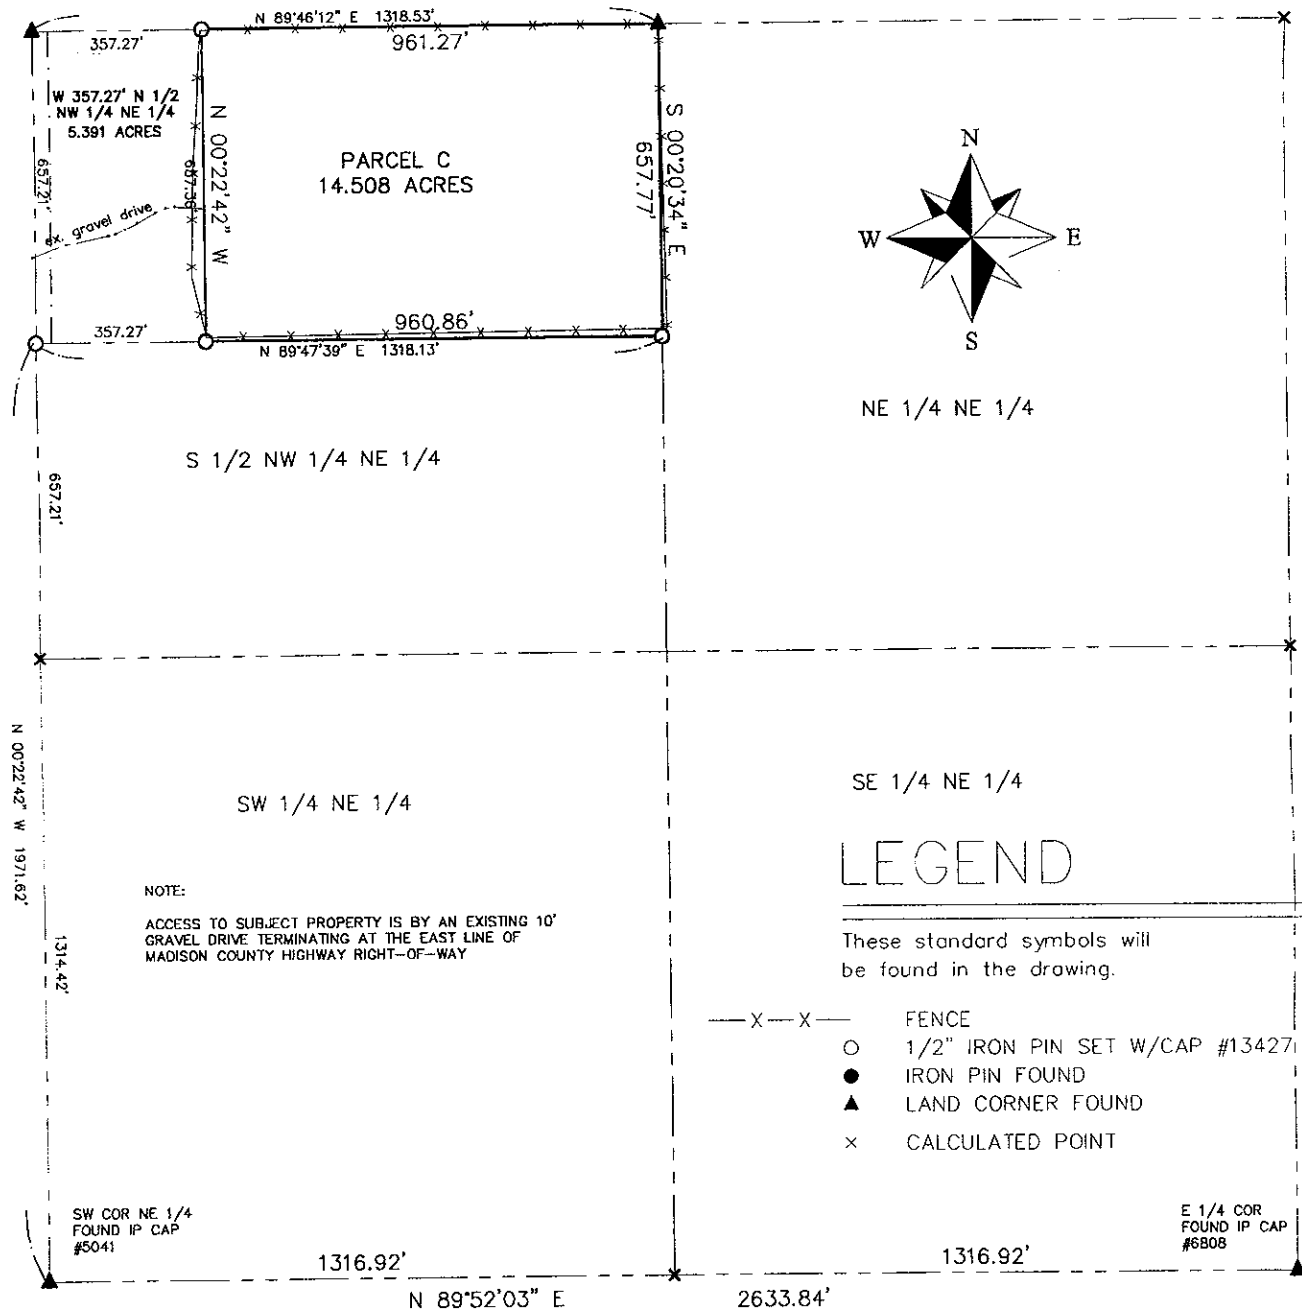 N 89°46'12" E 1318.53'
357.27'
961.27'
W 357.27' N 1/2
NW 1/4 NE 1/4
5.391 ACRES
657.21'
ex. gravel drive
657.36'
N 00°22'42" W
PARCEL C
14.508 ACRES
S 00°20'34" E
657.77'
N
W
E
S
357.27'
960.86'
N 89°47'39" E 1318.13'
NE 1/4 NE 1/4
S 1/2 NW 1/4 NE 1/4
657.21'
N 00°22'42" W 1971.62'
SW 1/4 NE 1/4
SE 1/4 NE 1/4
LEGEND
NOTE:
ACCESS TO SUBJECT PROPERTY IS BY AN EXISTING 10'
GRAVEL DRIVE TERMINATING AT THE EAST LINE OF
MADISON COUNTY HIGHWAY RIGHT-OF-WAY
1314.42'
These standard symbols will
be found in the drawing.
X X FENCE
1/2" IRON PIN SET W/CAP #13427
IRON PIN FOUND
LAND CORNER FOUND
CALCULATED POINT
SW COR NE 1/4
FOUND IP CAP
#5041
E 1/4 COR
FOUND IP CAP
#6808
1316.92'
1316.92'
N 89°52'03" E 2633.84'